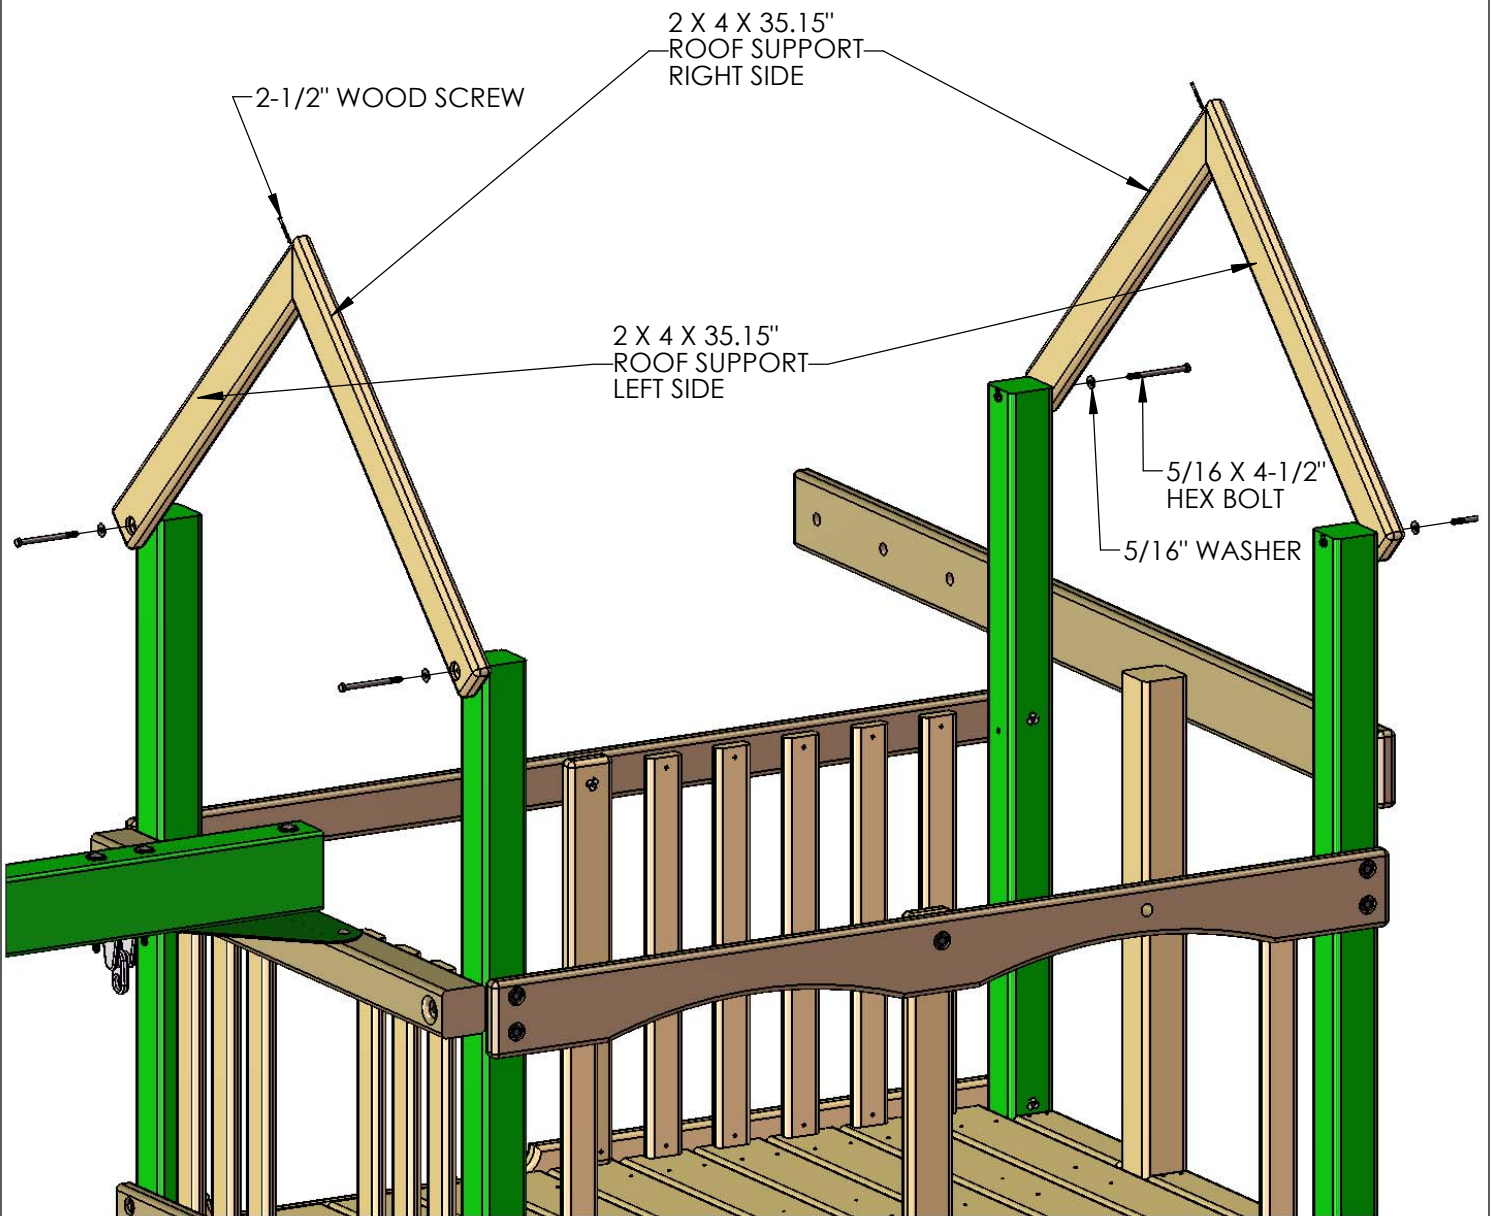 2 X 4 X 35.15"
ROOF SUPPORT
RIGHT SIDE
2-1/2" WOOD SCREW
2 X 4 X 35.15"
ROOF SUPPORT
LEFT SIDE
5/16 X 4-1/2"
HEX BOLT
5/16" WASHER